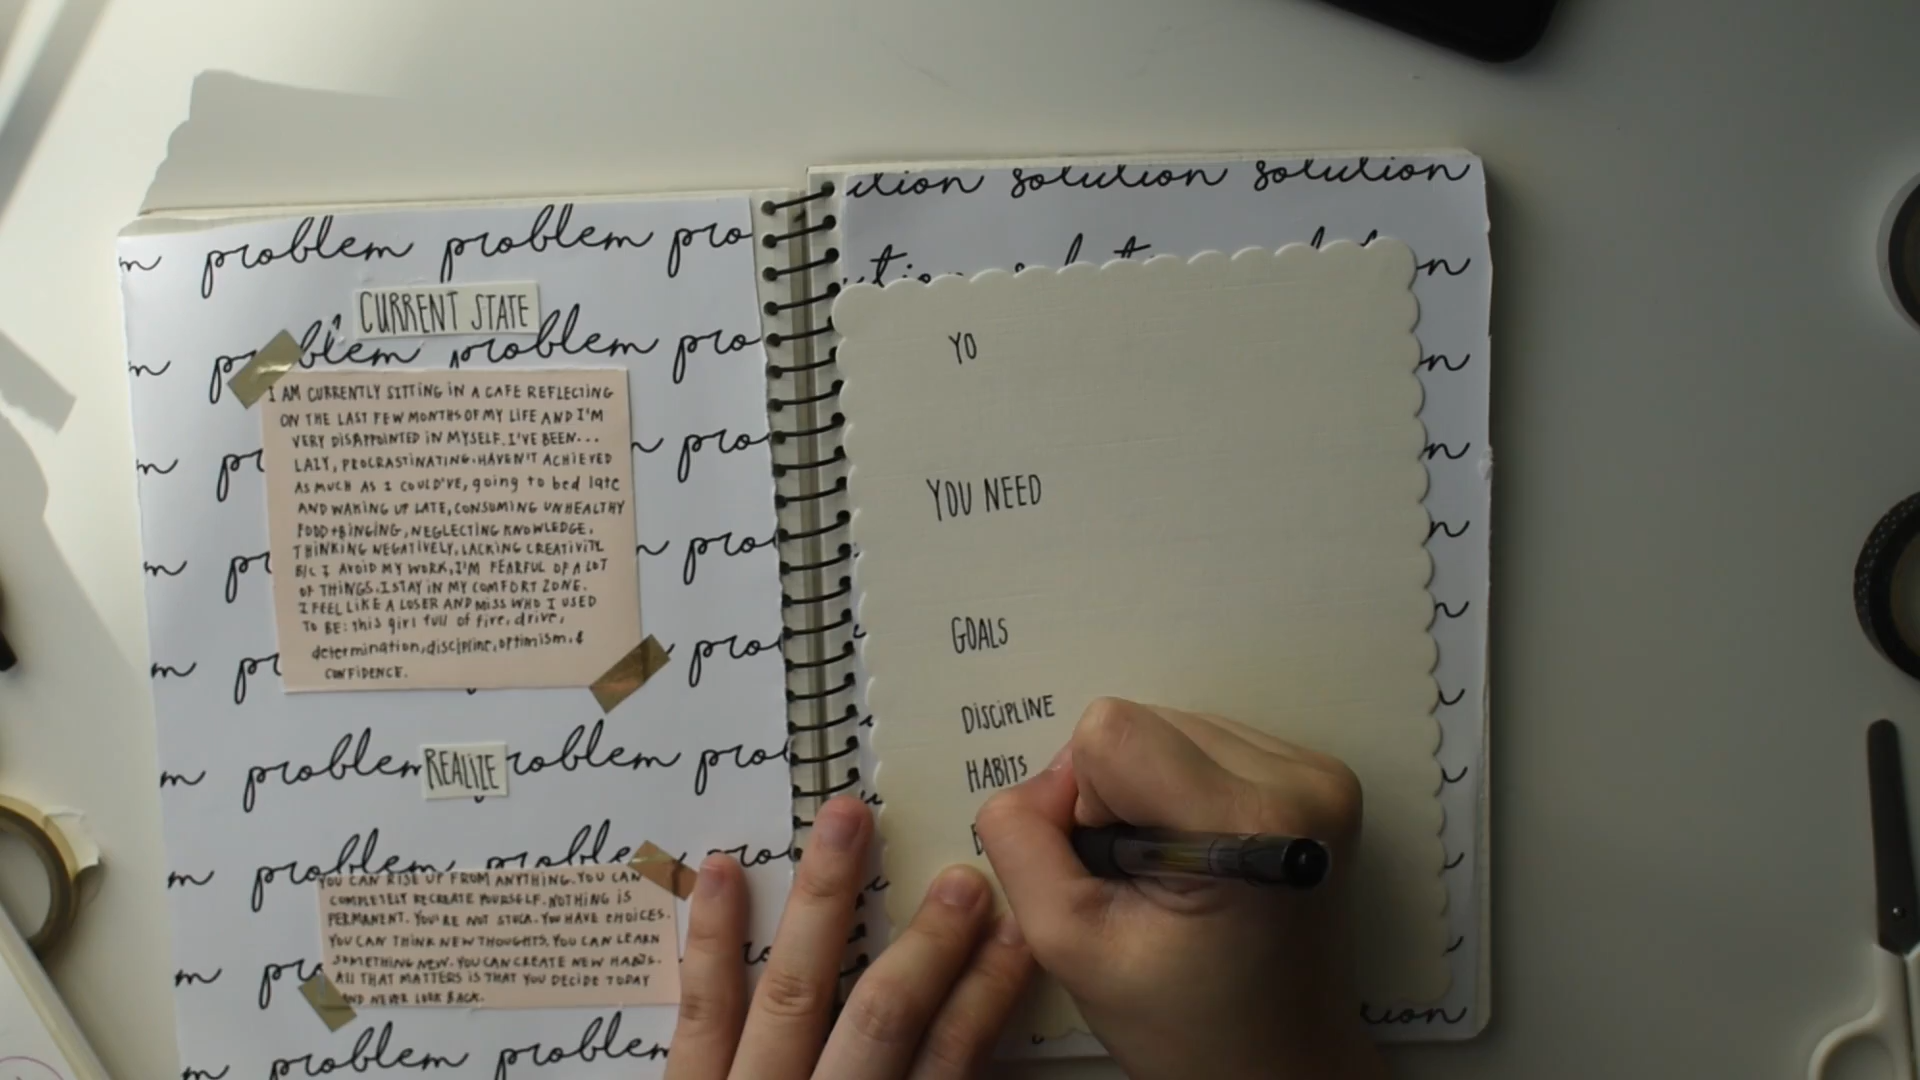 problem problem pro
CURRENT STATE
problem problem pro
I AM CURRENTLY SITTING IN A CAFE REFLECTING
ON THE LAST FEW MONTHS OF MY LIFE AND I'M
VERY DISAPPOINTED IN MYSELF. I'VE BEEN...
LAZY, PROCRASTINATING. HAVEN'T ACHIEVED
AS MUCH AS I COULD'VE, going to bed late
AND WAKING UP LATE, CONSUMING UNHEALTHY
FOOD + BINGING, NEGLECTING KNOWLEDGE,
THINKING NEGATIVELY, LACKING CREATIVITY
B/C I AVOID MY WORK, I'M FEARFUL OF A LOT
OF THINGS. I STAY IN MY COMFORT ZONE.
I FEEL LIKE A LOSER AND MISS WHO I USED
TO BE: this girl full of fire, drive,
determination, discipline, optimism, &
CONFIDENCE.
m problem problem pro
REALIZE
m problem proble pro
YOU CAN RISE UP FROM ANYTHING. YOU CAN
COMPLETELY RECREATE YOURSELF. NOTHING IS
PERMANENT. YOU'RE NOT STUCK. YOU HAVE CHOICES.
YOU CAN THINK NEW THOUGHTS. YOU CAN LEARN
SOMETHING NEW. YOU CAN CREATE NEW HABITS.
ALL THAT MATTERS IS THAT YOU DECIDE TODAY
AND NEVER LOOK BACK.
m problem problem
ution solution solution
YO
YOU NEED
GOALS
DISCIPLINE
HABITS